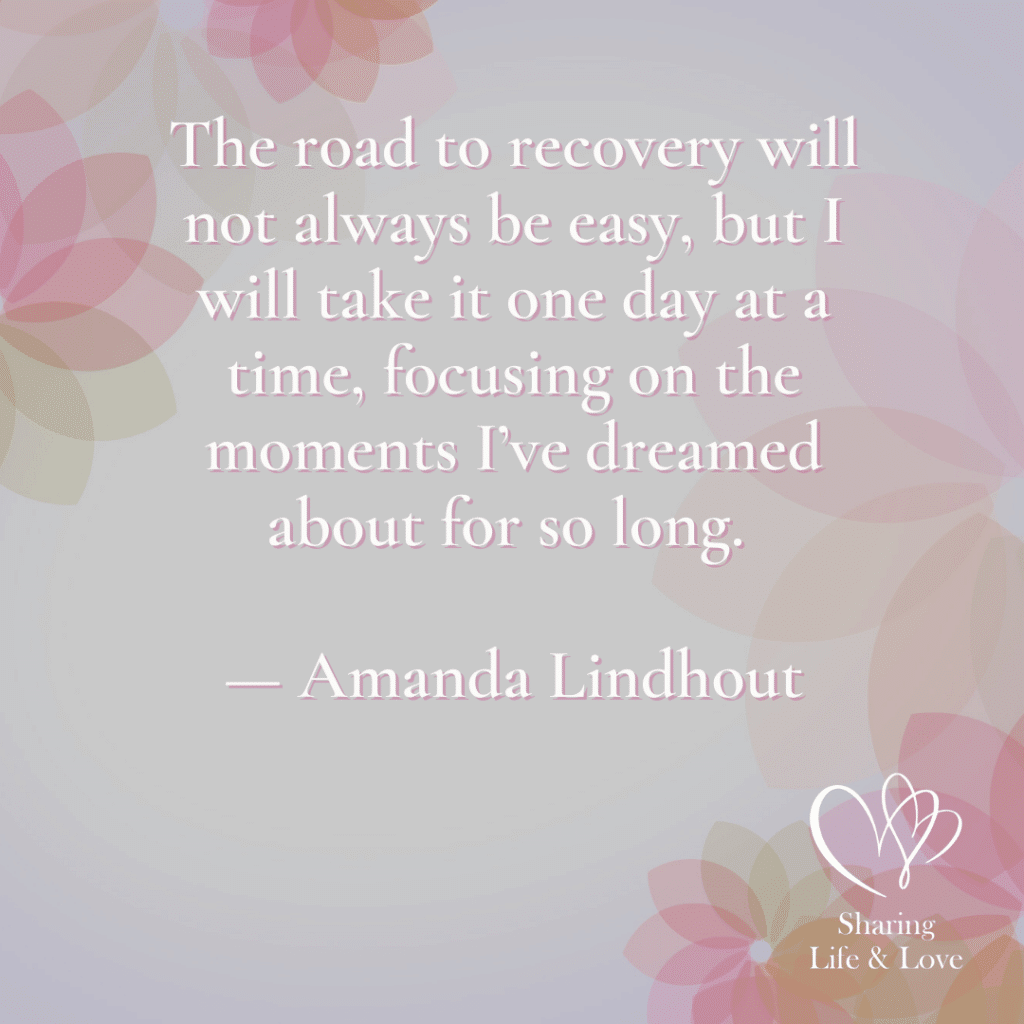 The road to recovery will
not always be easy, but I
will take it one day at a
time, focusing on the
moments I’ve dreamed
about for so long.
— Amanda Lindhout
Sharing
Life & Love